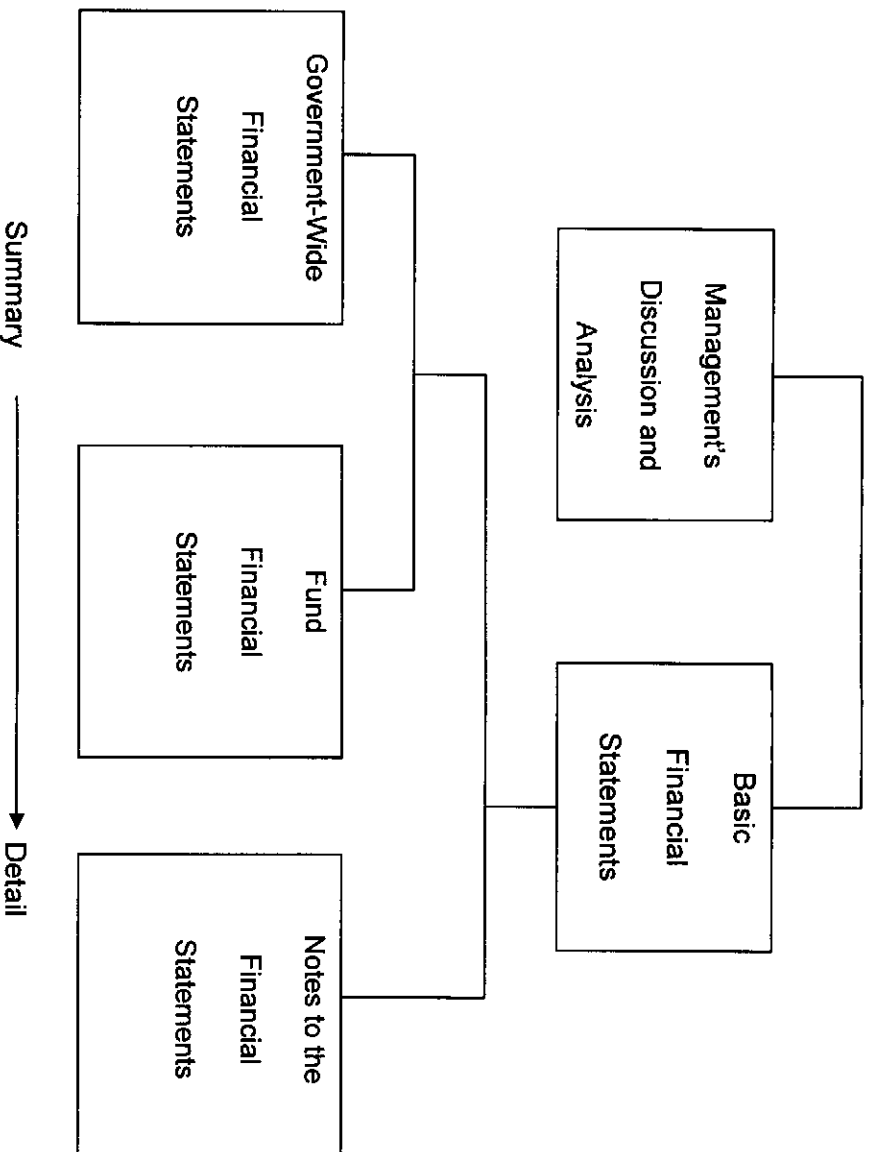 Management's
Discussion and
Analysis
Basic
Financial
Statements
Government-Wide
Financial
Statements
Fund
Financial
Statements
Notes to the
Financial
Statements
Summary
Detail